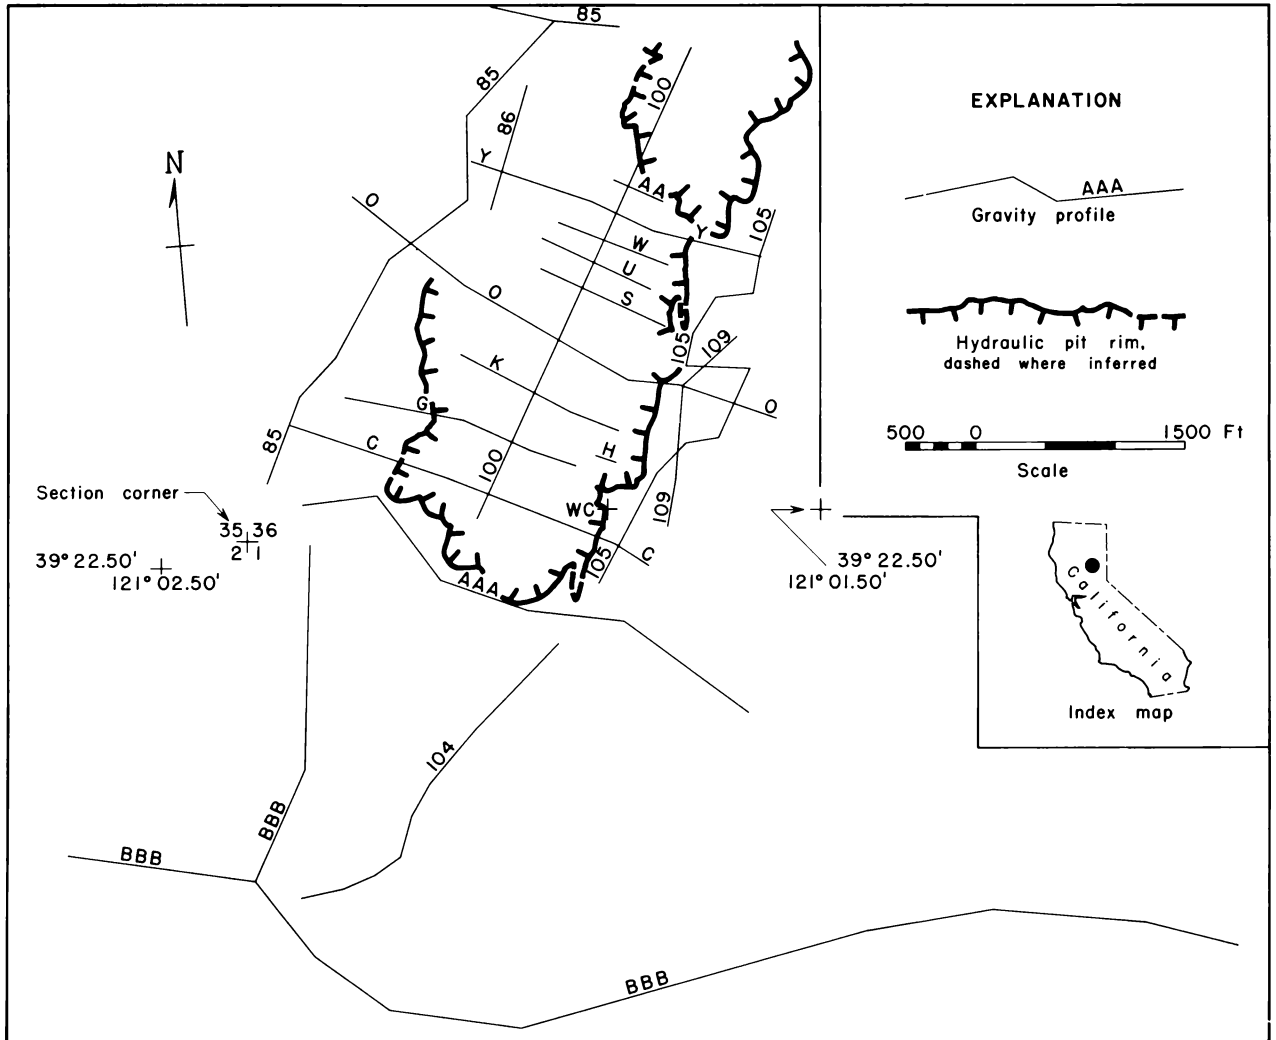 85
85
86
100
Y
AA
105
O
Y
W
U
S
O
105
109
K
O
G
C
H
85
100
109
WC
C
105
AAA
Section corner
35 36
2 1
39° 22.50'
121° 02.50'
39° 22.50'
121° 01.50'
N
104
BBB
BBB
BBB
EXPLANATION
AAA
Gravity profile
Hydraulic pit rim,
dashed where inferred
500 0 1500 Ft
Scale
California
Index map